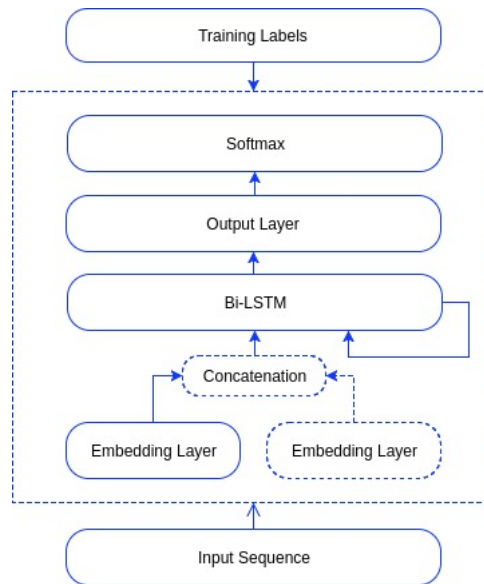 Training Labels
Softmax
Output Layer
Bi-LSTM
Concatenation
Embedding Layer
Embedding Layer
Input Sequence